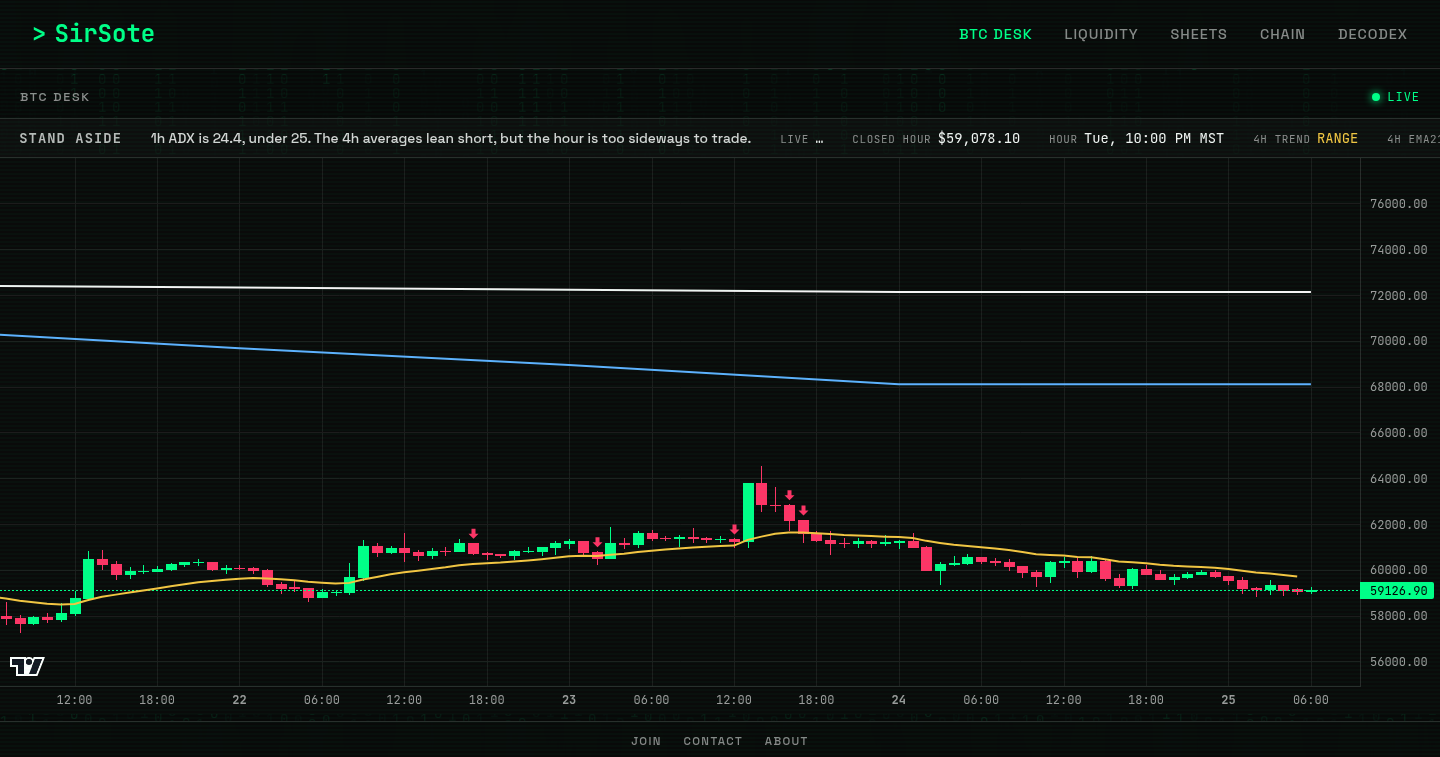 > SirSote
BTC DESK LIQUIDITY SHEETS CHAIN DECODEX
BTC DESK
LIVE
STAND ASIDE 1h ADX is 24.4, under 25. The 4h averages lean short, but the hour is too sideways to trade. LIVE … CLOSED HOUR $59,078.10 HOUR Tue, 10:00 PM MST 4H TREND RANGE 4H EMA21
76000.00
74000.00
72000.00
70000.00
68000.00
66000.00
64000.00
62000.00
60000.00
59126.90
58000.00
56000.00
12:00 18:00 22 06:00 12:00 18:00 23 06:00 12:00 18:00 24 06:00 12:00 18:00 25 06:00
JOIN CONTACT ABOUT